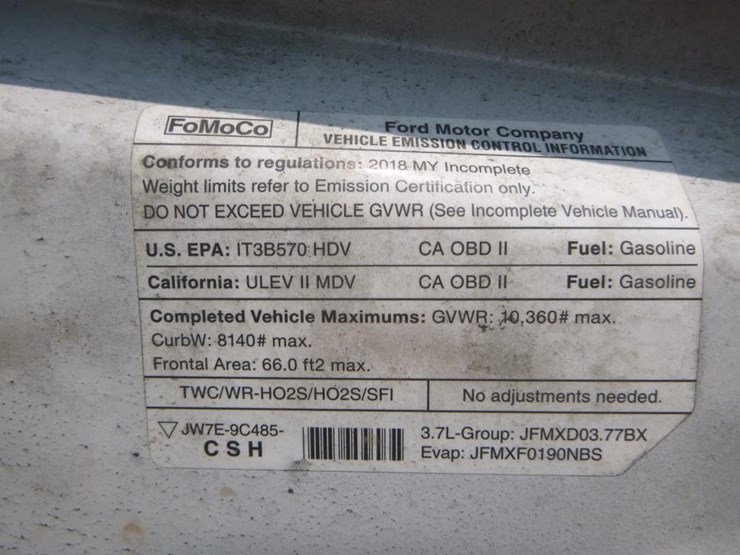 FoMoCo
Ford Motor Company
VEHICLE EMISSION CONTROL INFORMATION
Conforms to regulations: 2018 MY Incomplete
Weight limits refer to Emission Certification only.
DO NOT EXCEED VEHICLE GVWR (See Incomplete Vehicle Manual).
U.S. EPA: IT3B570 HDV CA OBD II Fuel: Gasoline
California: ULEV II MDV CA OBD II Fuel: Gasoline
Completed Vehicle Maximums: GVWR: 10,360# max.
CurbW: 8140# max.
Frontal Area: 66.0 ft2 max.
TWC/WR-HO2S/HO2S/SFI No adjustments needed.
JW7E-9C485-
CSH
3.7L-Group: JFMXD03.77BX
Evap: JFMXF0190NBS